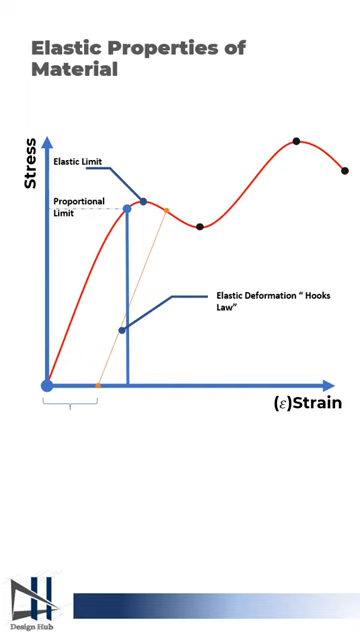 Elastic Properties of
Material
Stress
Elastic Limit
Proportional
Limit
Elastic Deformation “ Hooks
Law”
(ε)Strain
Design Hub